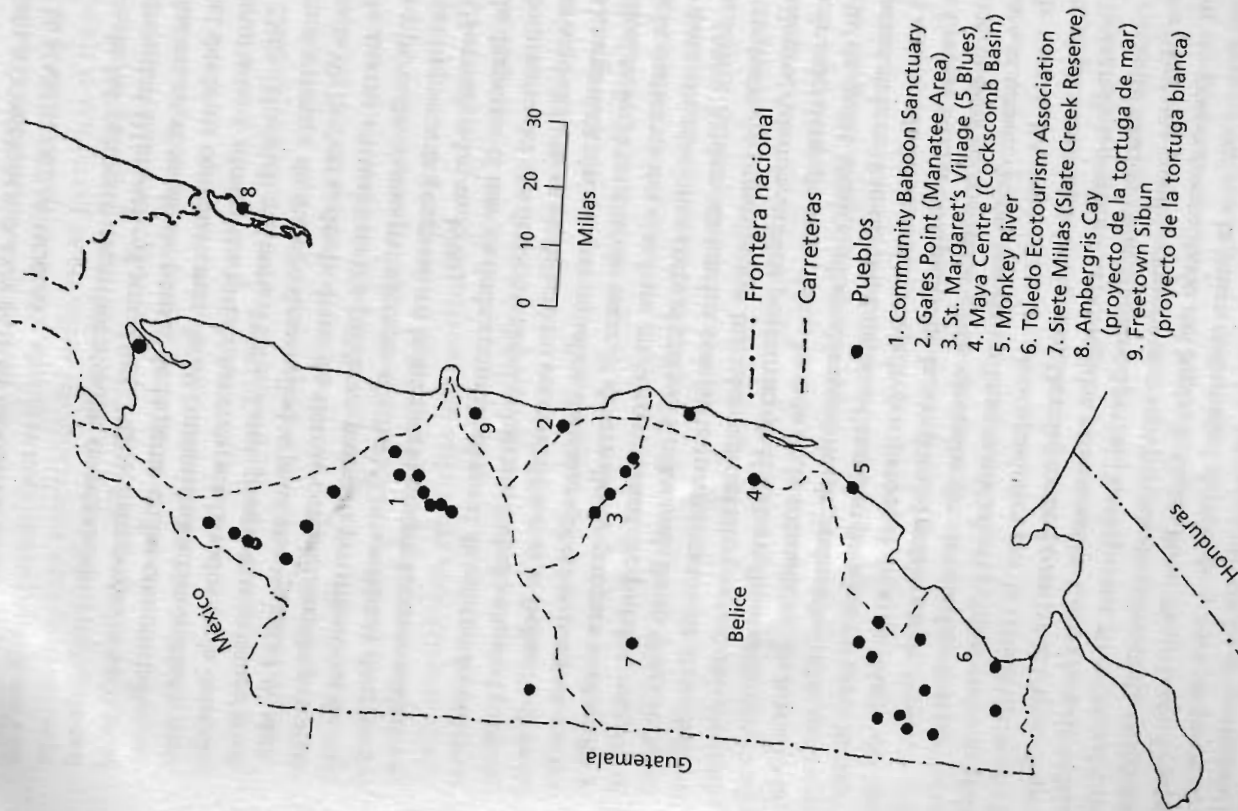 México
Guatemala
Belice
Honduras
1
2
3
4
5
6
7
8
9
0 10 20 30
Millas
Frontera nacional
Carreteras
Pueblos
1. Community Baboon Sanctuary
2. Gales Point (Manatee Area)
3. St. Margaret's Village (5 Blues)
4. Maya Centre (Cockscomb Basin)
5. Monkey River
6. Toledo Ecotourism Association
7. Siete Millas (Slate Creek Reserve)
8. Ambergris Cay
(proyecto de la tortuga de mar)
9. Freetown Sibun
(proyecto de la tortuga blanca)